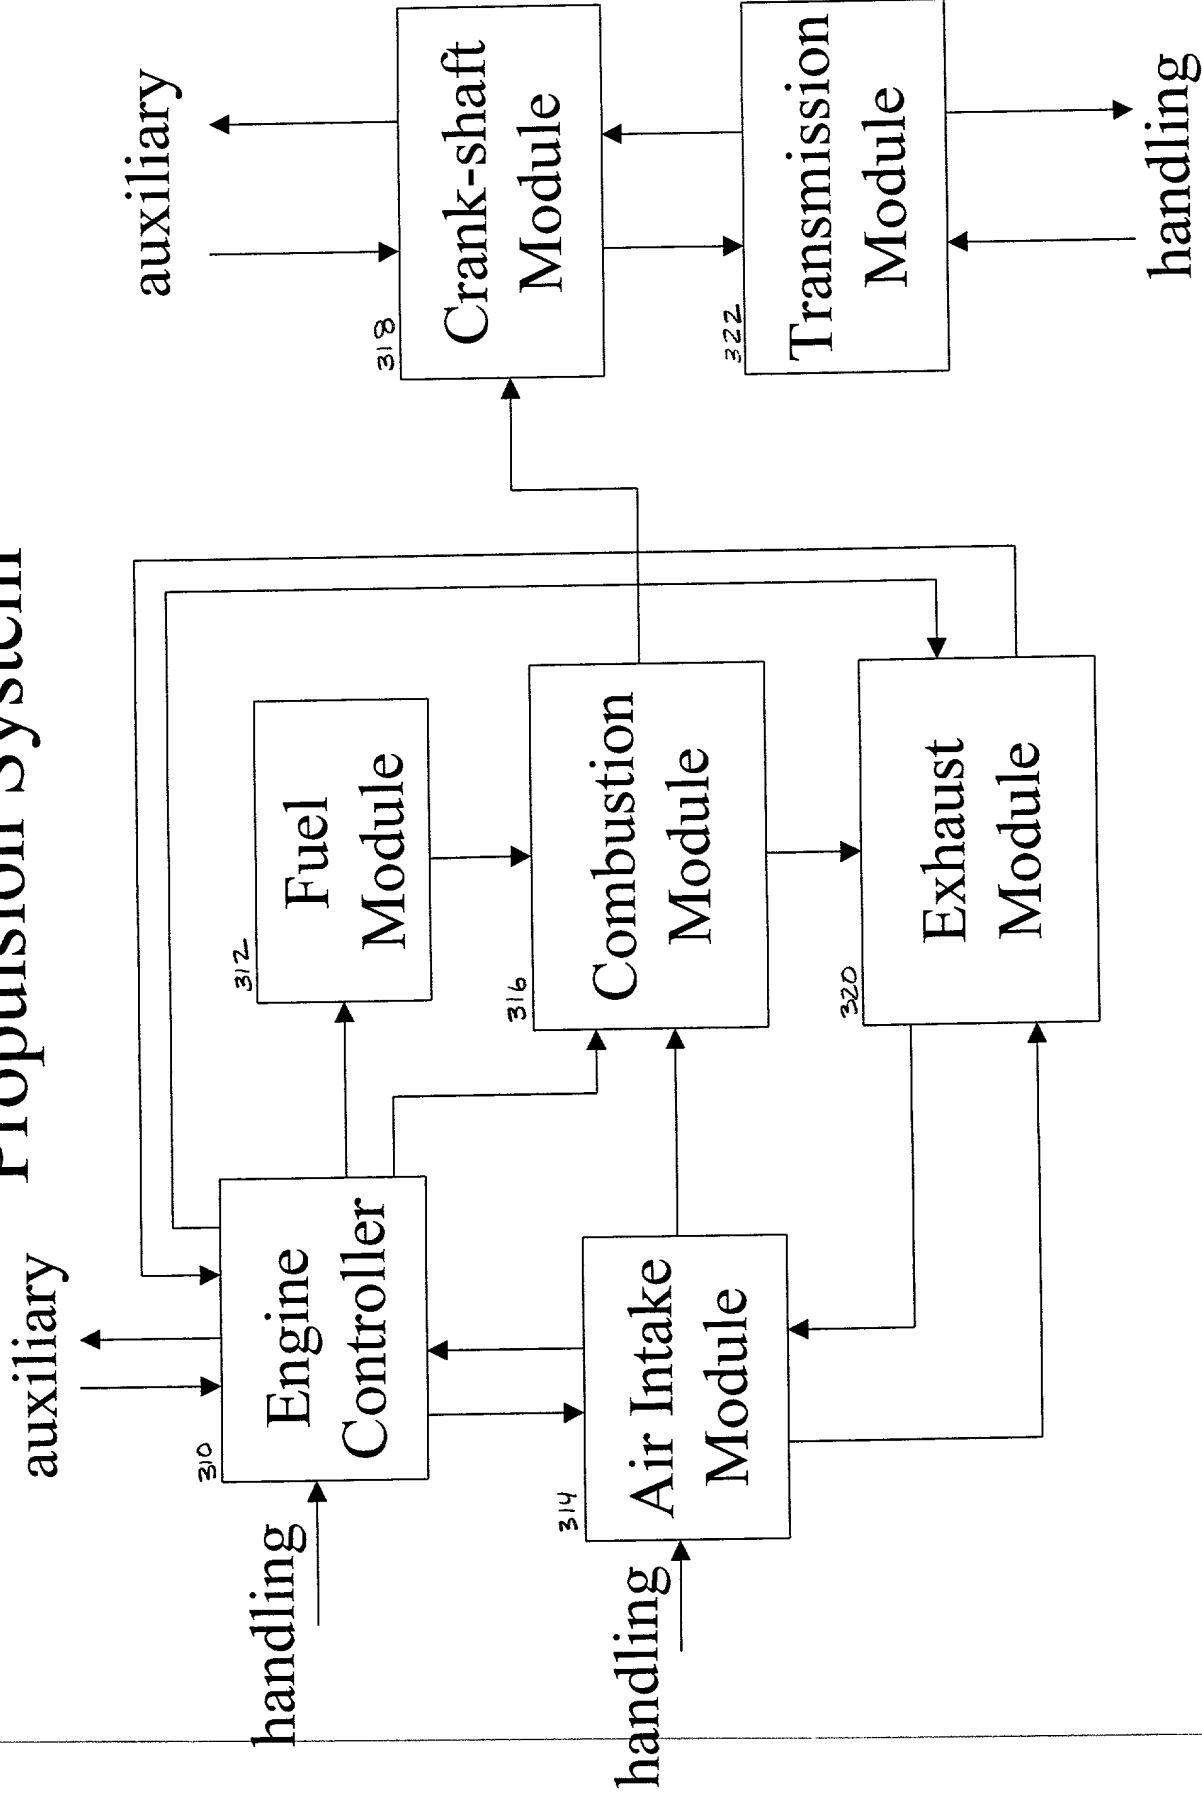 Propulsion System
auxiliary
auxiliary
310
Engine
Controller
handling
312
Fuel
Module
318
Crank-shaft
Module
314
Air Intake
Module
handling
316
Combustion
Module
322
Transmission
Module
320
Exhaust
Module
handling